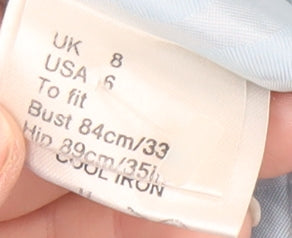 UK 8
USA 6
To fit
Bust 84cm/33
Hip 89cm/35
COOL IRON